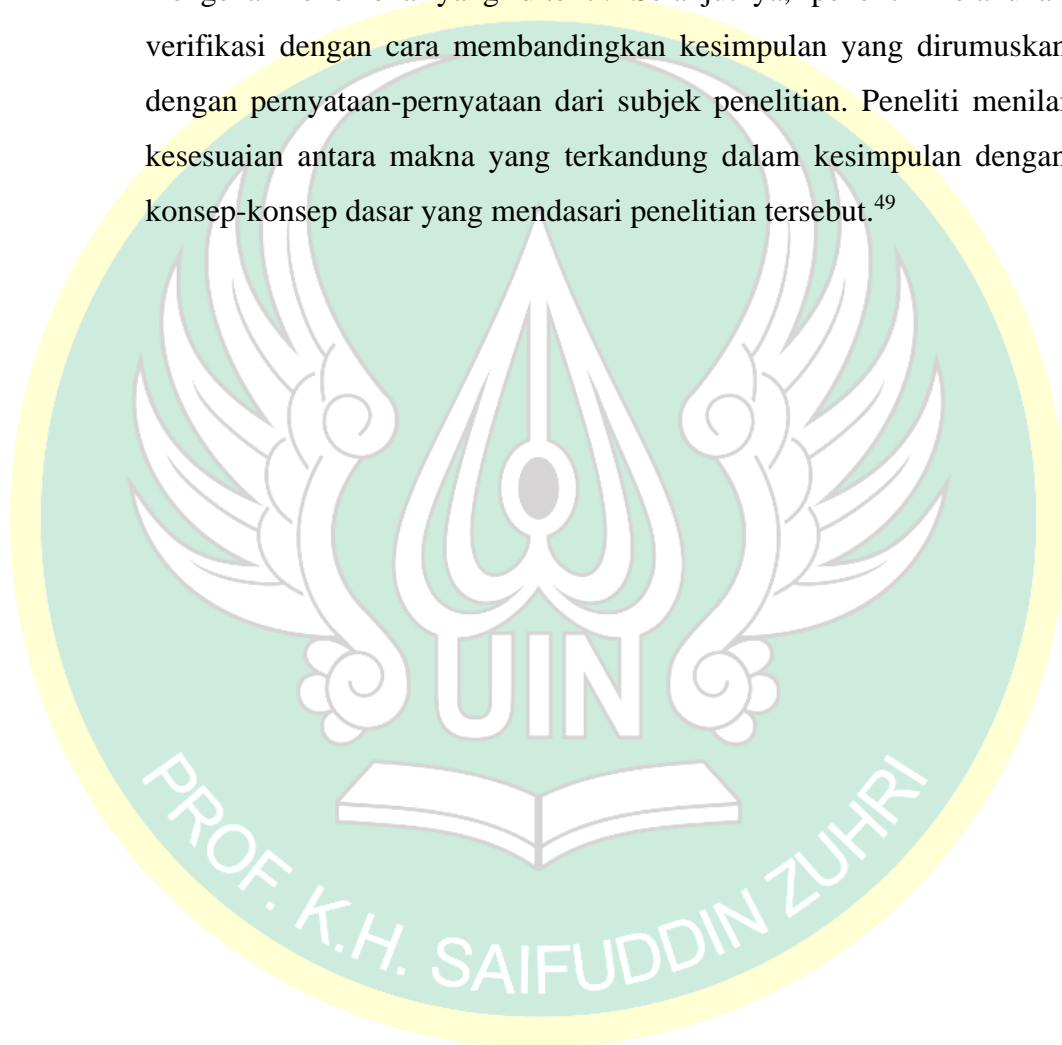 verifikasi dengan cara membandingkan kesimpulan yang dirumuskan
dengan pernyataan-pernyataan dari subjek penelitian. Peneliti menilai
kesesuaian antara makna yang terkandung dalam kesimpulan dengan
konsep-konsep dasar yang mendasari penelitian tersebut.49
UIN
PROF. K.H. SAIFUDDIN ZUHRI